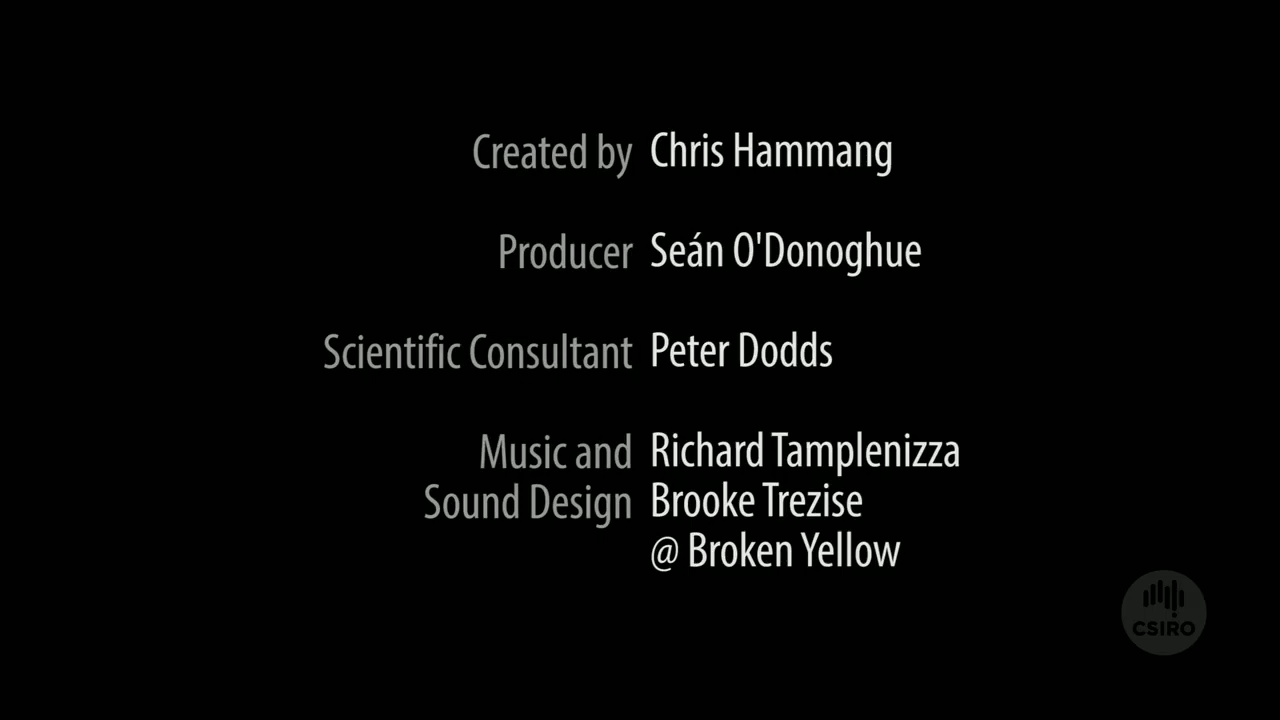 Created by Chris Hammang
Producer Seán O'Donoghue
Scientific Consultant Peter Dodds
Music and Richard Tamplenizza
Sound Design Brooke Trezise
@ Broken Yellow
CSIRO